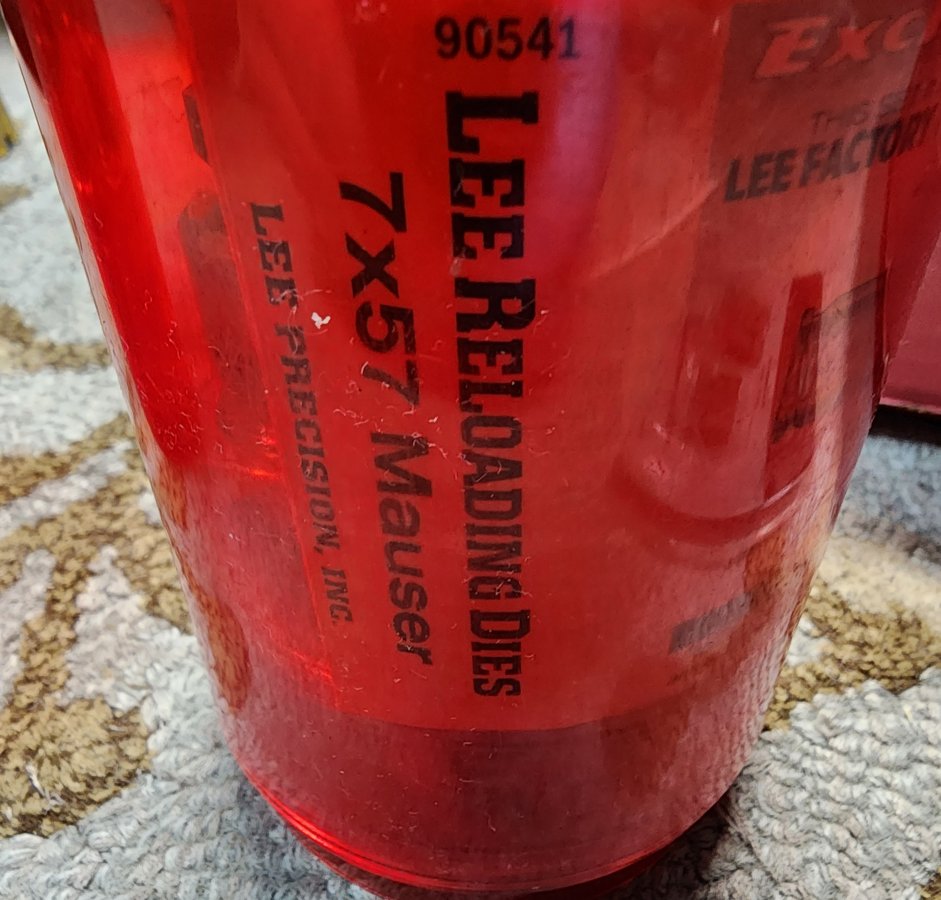 90541
LEE RELOADING DIES
7x57 Mauser
LEE PRECISION, INC.
LEE FACTORY